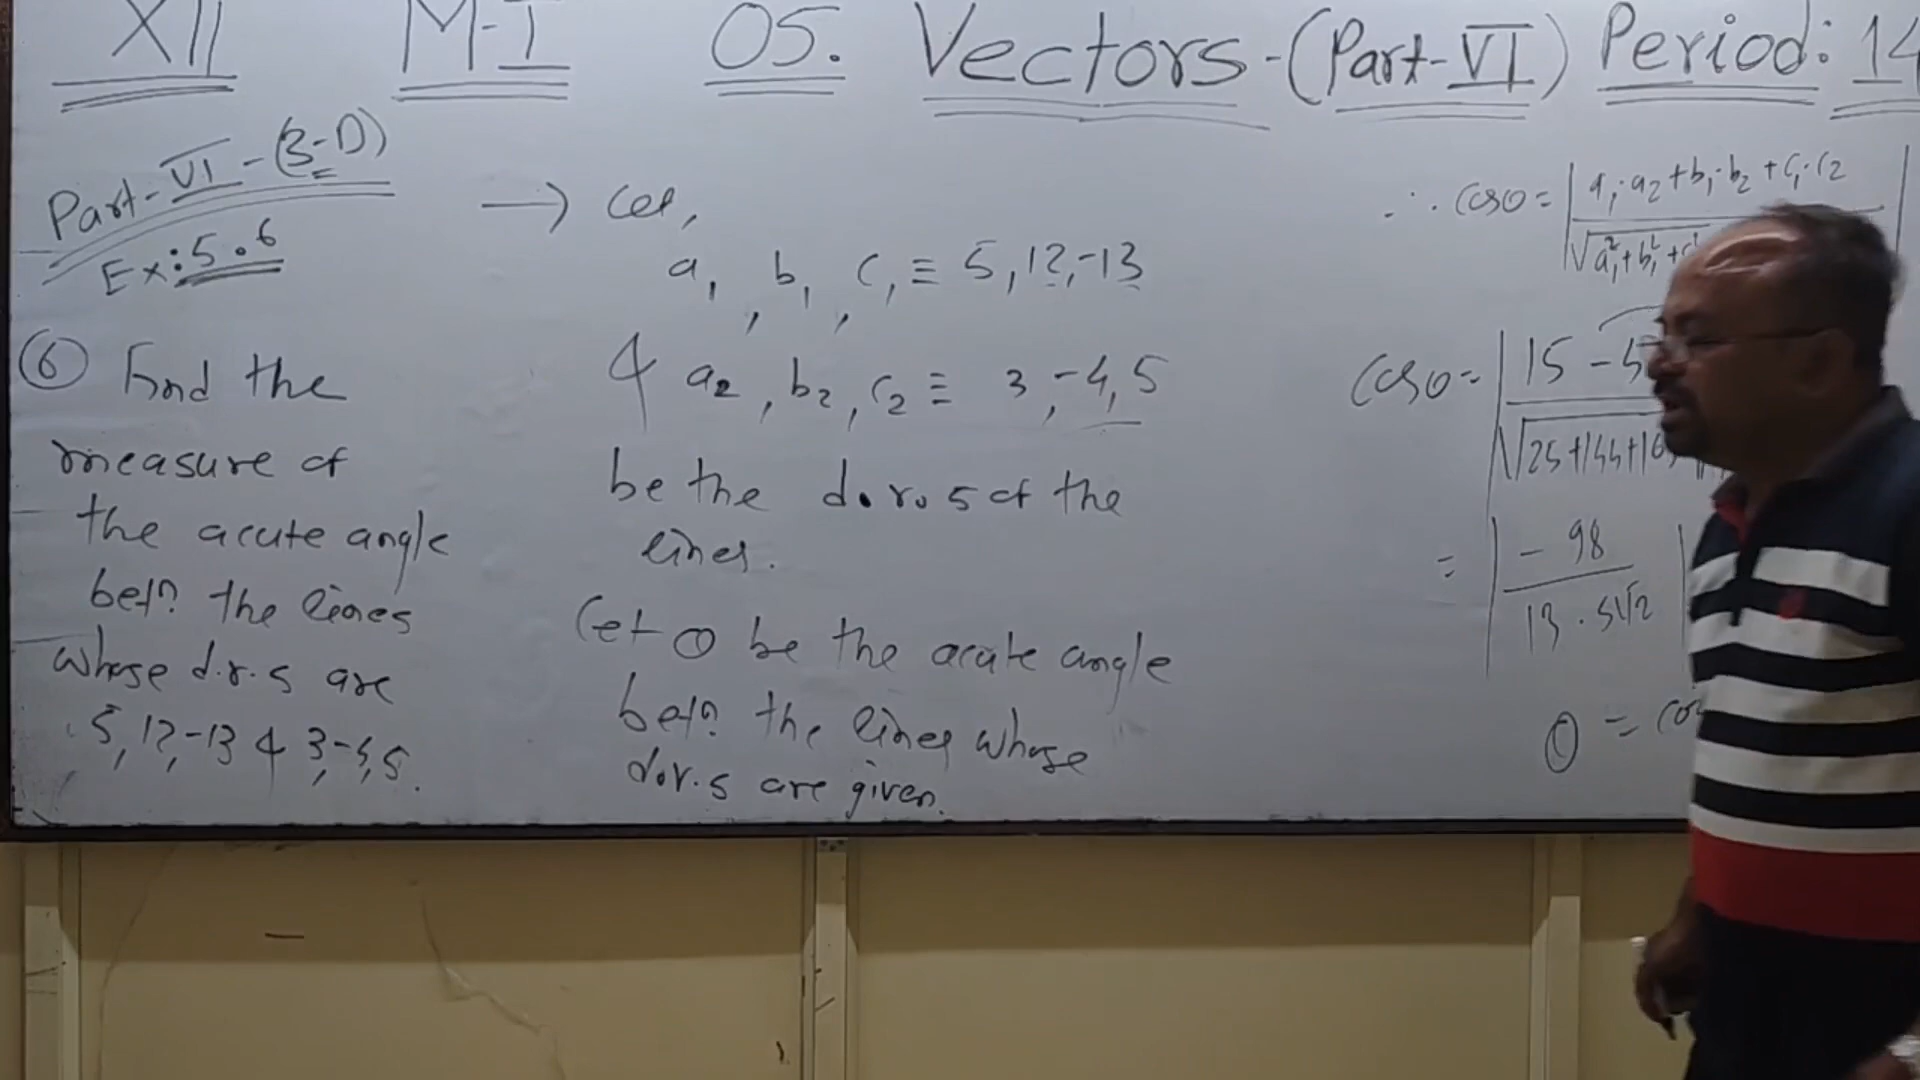 XII M-I 05. Vectors-(Part-VI) Period: 14
Part-VI-(3-D)
Ex:5.6
⑥ Find the
measure of
the acute angle
betⁿ the lines
whose d.r.s are
5, 12, -13 & 3, -4, 5.
→ Let,
a₁, b₁, c₁ ≡ 5, 12, -13
& a₂, b₂, c₂ ≡ 3, -4, 5
be the d.r.s of the
lines.
Let θ be the acute angle
betⁿ the lines whose
d.r.s are given.
∴ cosθ = | a₁·a₂ + b₁·b₂ + c₁·c₂
√a₁² + b₁² +
cosθ = | 15 -
√25+144+
= | -98
13·5√2 |
θ =